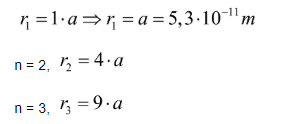 r₁ = 1·a ⇒ r₁ = a = 5,3·10⁻¹¹ m
n = 2, r₂ = 4·a
n = 3, r₃ = 9·a